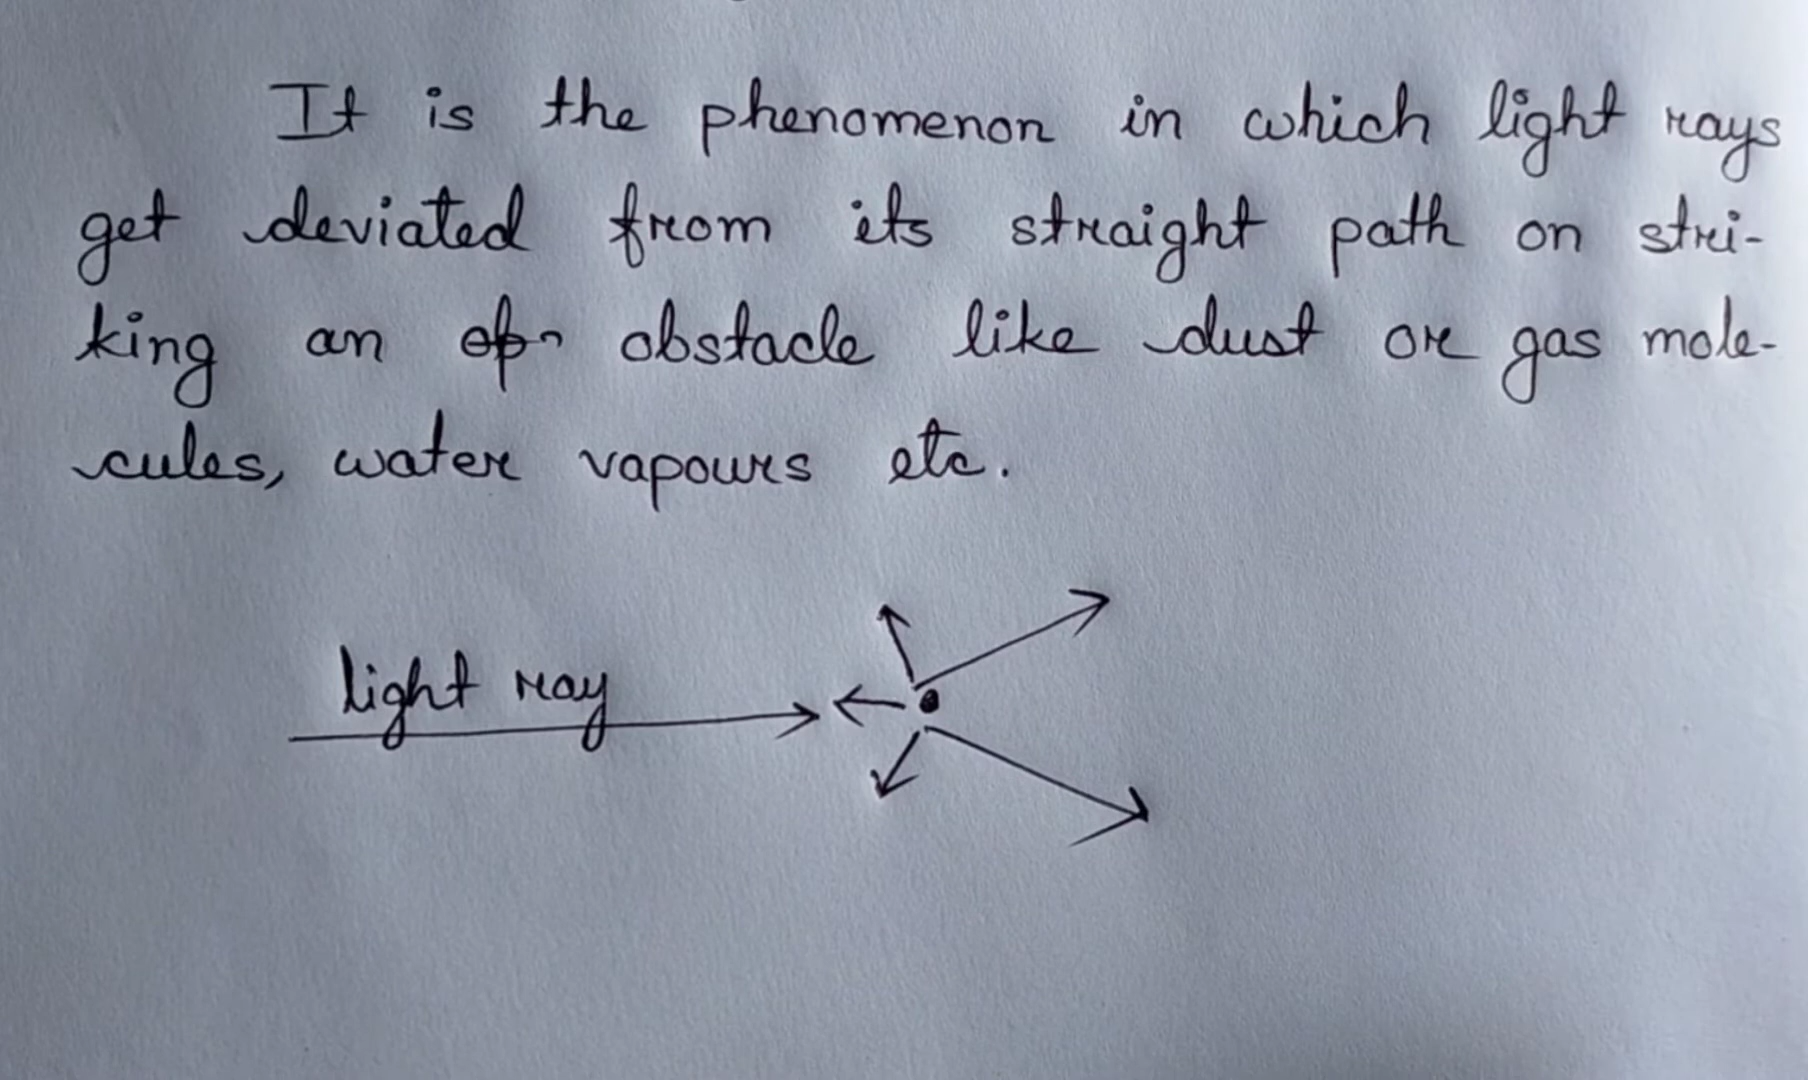 It is the phenomenon in which light rays
get deviated from its straight path on stri-
king an obstacle like dust or gas mole-
cules, water vapours etc.
light ray